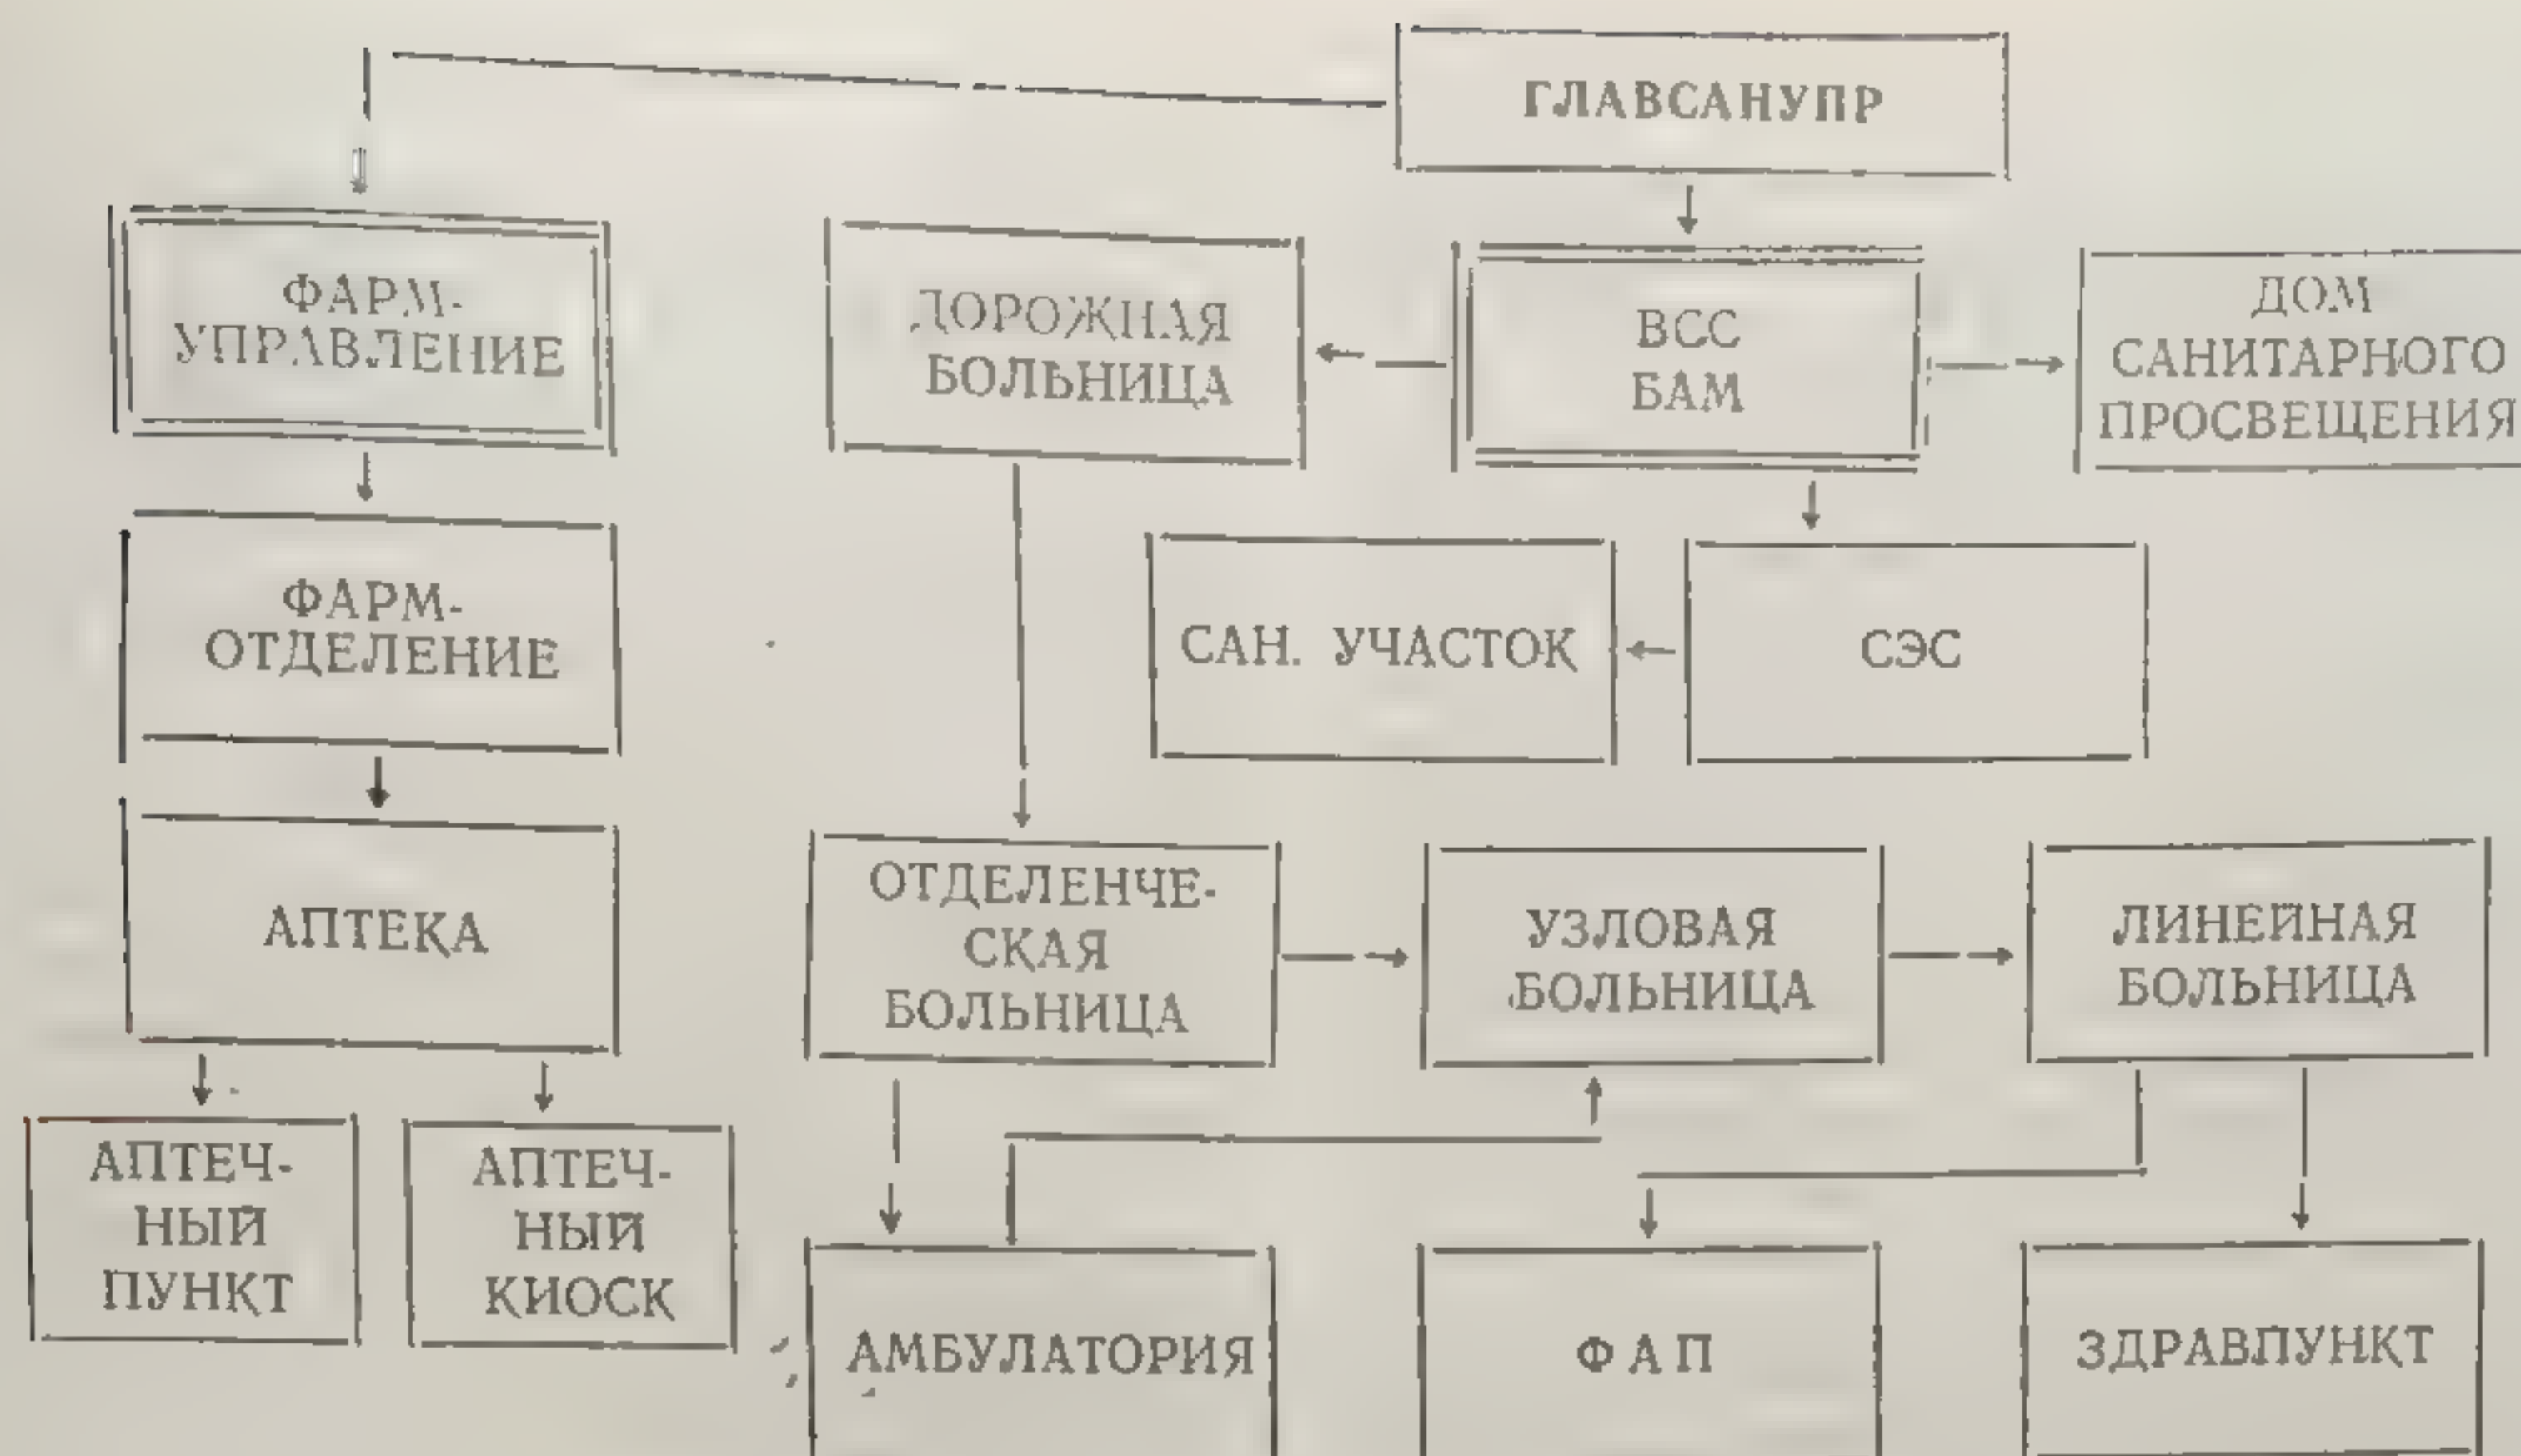 ГЛАВСАНУПР
ФАРМ-
УПРАВЛЕНИЕ
ДОРОЖНАЯ
БОЛЬНИЦА
ВСС
БАМ
ДОМ
САНИТАРНОГО
ПРОСВЕЩЕНИЯ
ФАРМ-
ОТДЕЛЕНИЕ
САН. УЧАСТОК
СЭС
АПТЕКА
ОТДЕЛЕНЧЕ-
СКАЯ
БОЛЬНИЦА
УЗЛОВАЯ
БОЛЬНИЦА
ЛИНЕЙНАЯ
БОЛЬНИЦА
АПТЕЧ-
НЫЙ
ПУНКТ
АПТЕЧ-
НЫЙ
КИОСК
АМБУЛАТОРИЯ
ФАП
ЗДРАВПУНКТ